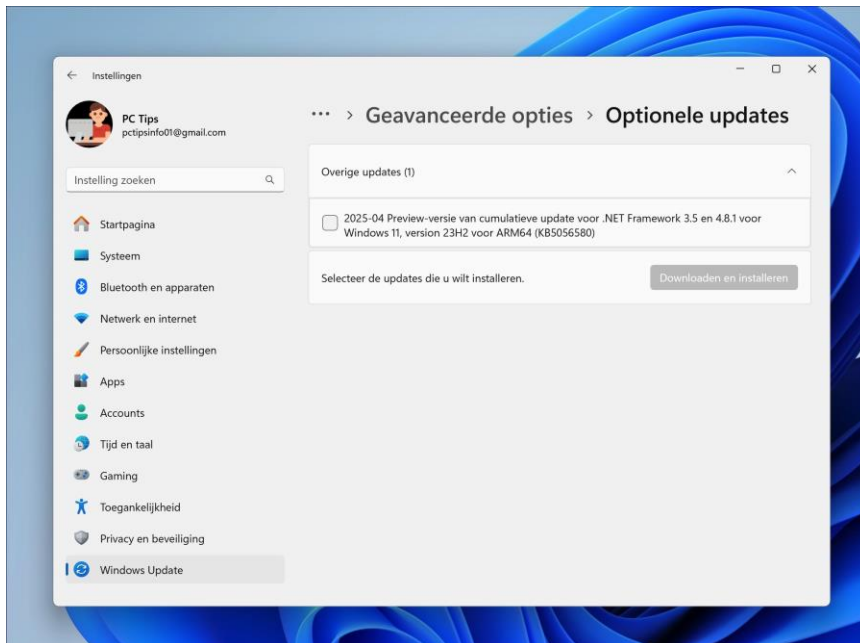 Instellingen
PC Tips
pctipsinfo01@gmail.com
Instelling zoeken
Startpagina
Systeem
Bluetooth en apparaten
Netwerk en internet
Persoonlijke instellingen
Apps
Accounts
Tijd en taal
Gaming
Toegankelijkheid
Privacy en beveiliging
Windows Update
... > Geavanceerde opties > Optionele updates
Overige updates (1)
2025-04 Preview-versie van cumulatieve update voor .NET Framework 3.5 en 4.8.1 voor
Windows 11, version 23H2 voor ARM64 (KB5056580)
Selecteer de updates die u wilt installeren.
Downloaden en installeren